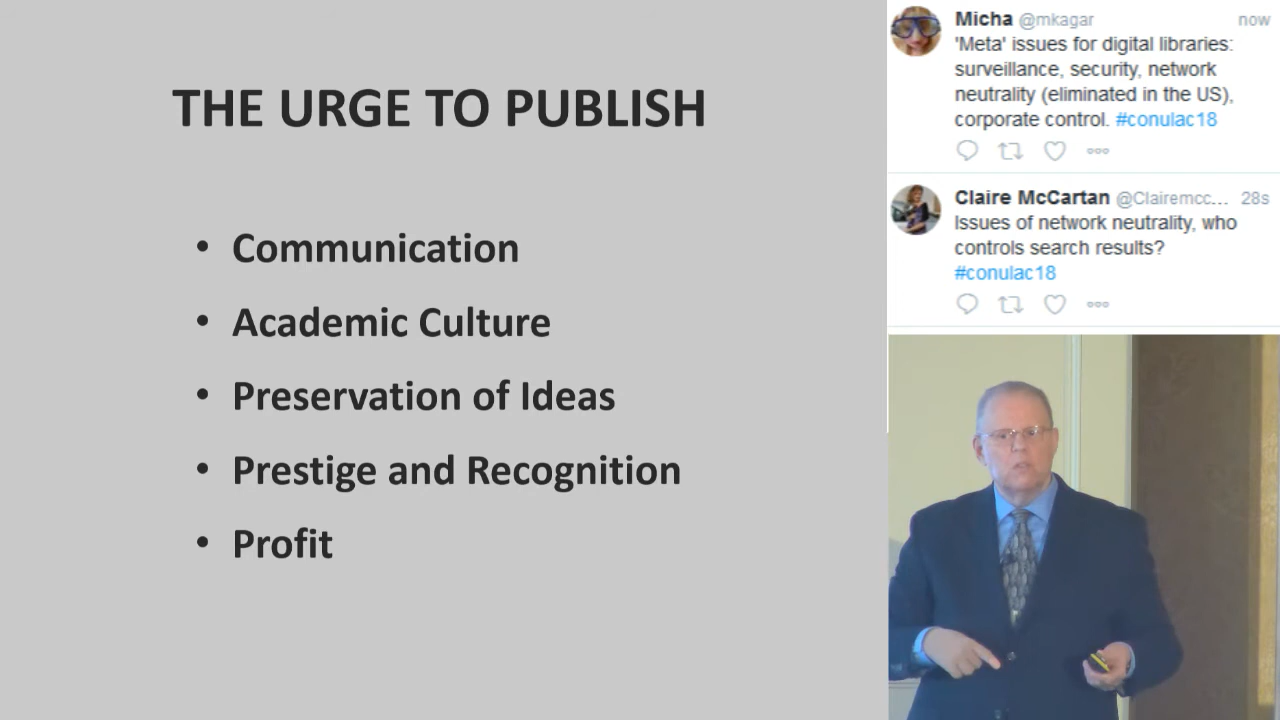 THE URGE TO PUBLISH
• Communication
• Academic Culture
• Preservation of Ideas
• Prestige and Recognition
• Profit
Micha @mkagar now
'Meta' issues for digital libraries:
surveillance, security, network
neutrality (eliminated in the US),
corporate control. #conulac18
Claire McCartan @Clairemcc... 28s
Issues of network neutrality, who
controls search results?
#conulac18